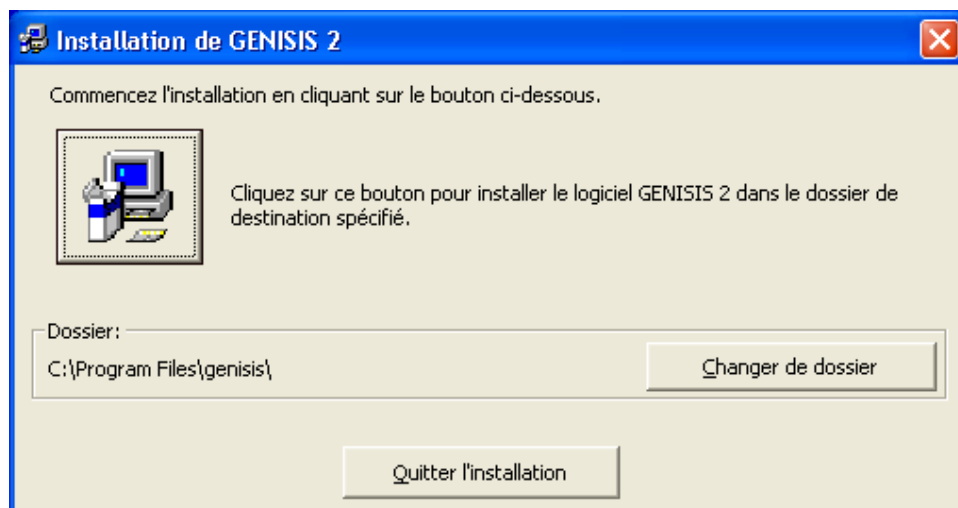 Installation de GENISIS 2
Commencez l'installation en cliquant sur le bouton ci-dessous.
Cliquez sur ce bouton pour installer le logiciel GENISIS 2 dans le dossier de
destination spécifié.
Dossier:
C:\Program Files\genisis\
Changer de dossier
Quitter l'installation